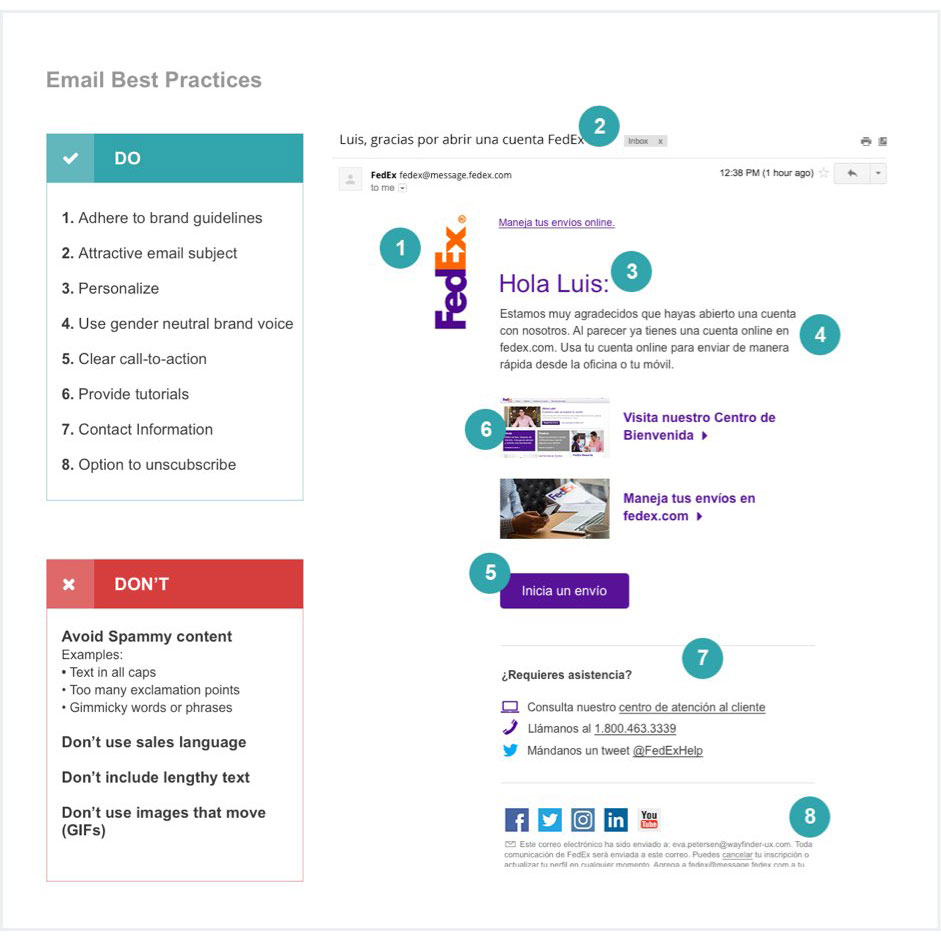 Email Best Practices
DO
1. Adhere to brand guidelines
2. Attractive email subject
3. Personalize
4. Use gender neutral brand voice
5. Clear call-to-action
6. Provide tutorials
7. Contact Information
8. Option to unscubscribe
DON'T
Avoid Spammy content
Examples:
• Text in all caps
• Too many exclamation points
• Gimmicky words or phrases
Don't use sales language
Don't include lengthy text
Don't use images that move
(GIFs)
Luis, gracias por abrir una cuenta FedEx
2
Inbox x
FedEx fedex@message.fedex.com
to me
12:38 PM (1 hour ago)
1
FedEx®
Maneja tus envíos online.
Hola Luis:
3
Estamos muy agradecidos que hayas abierto una cuenta
con nosotros. Al parecer ya tienes una cuenta online en
fedex.com. Usa tu cuenta online para enviar de manera
rápida desde la oficina o tu móvil.
4
6
Visita nuestro Centro de
Bienvenida
FedEx
Maneja tus envíos en
fedex.com
5
Inicia un envío
7
¿Requieres asistencia?
Consulta nuestro centro de atención al cliente
Llámanos al 1.800.463.3339
Mándanos un tweet @FedExHelp
f
in
You
Tube
8
Este correo electrónico ha sido enviado a: eva.petersen@wayfinder-ux.com. Toda
comunicación de FedEx será enviada a este correo. Puedes cancelar tu inscripción o
actualizar tu perfil en cualquier momento. Agrega a fedex@message.fedex.com a tu